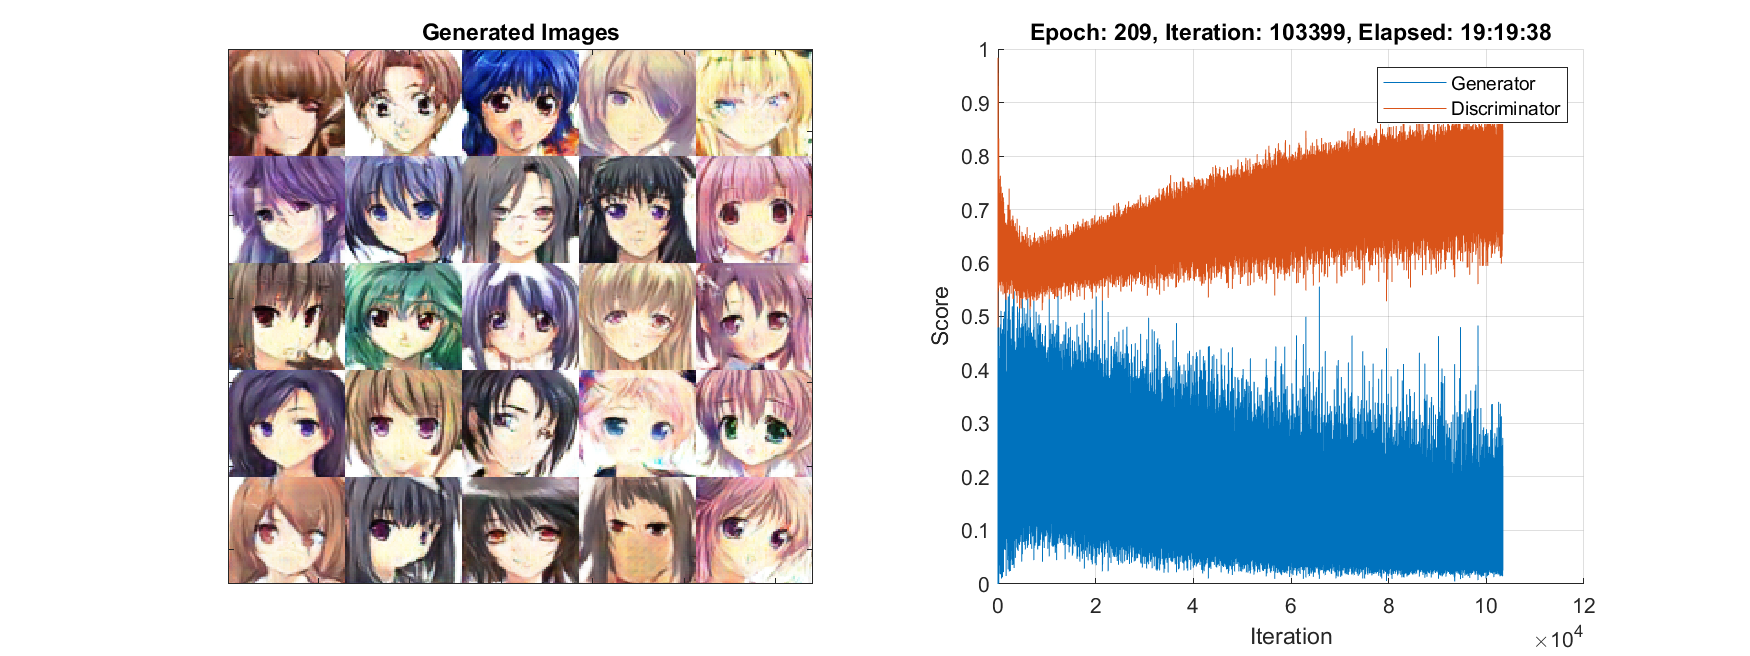 Generated Images
Epoch: 209, Iteration: 103399, Elapsed: 19:19:38
Generator
Discriminator
1
0.9
0.8
0.7
0.6
0.5
0.4
0.3
0.2
0.1
0
Score
0 2 4 6 8 10 12
Iteration
×10^4